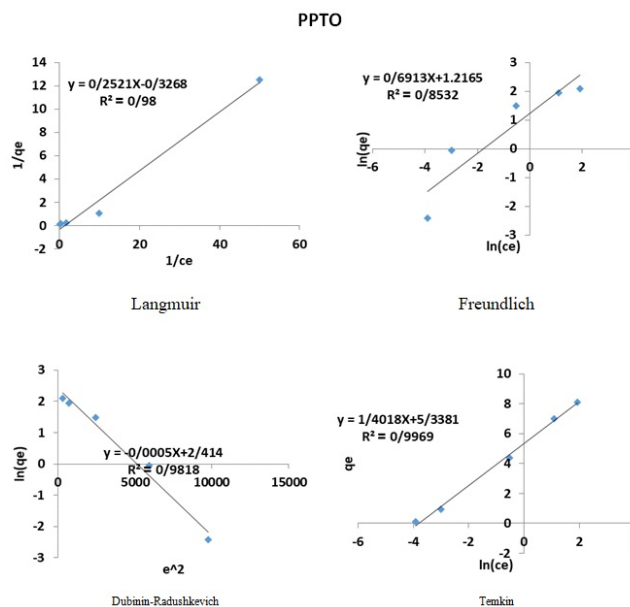 PPTO
y = 0/2521X-0/3268
R² = 0/98
1/qe
14
12
10
8
6
4
2
0
-2
0
20
40
60
1/ce
Langmuir
y = 0/6913X+1.2165
R² = 0/8532
ln(qe)
3
2
1
0
-1
-2
-3
-6
-4
-2
0
2
4
ln(ce)
Freundlich
y = -0/0005X+2/414
R² = 0/9818
ln(qe)
3
2
1
0
-1
-2
-3
5000
10000
15000
e^2
Dubinin-Radushkevich
y = 1/4018X+5/3381
R² = 0/9969
qe
10
8
6
4
2
0
-2
-6
-4
-2
0
2
ln(ce)
Temkin